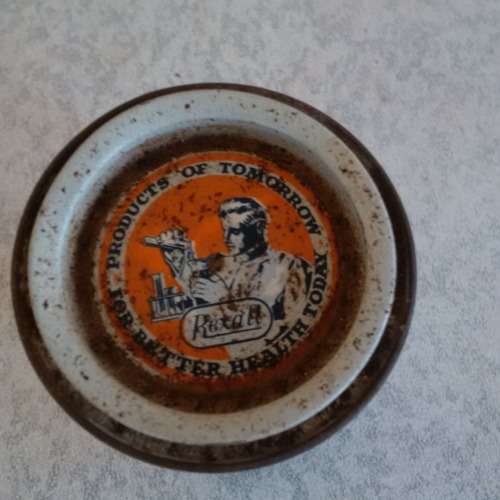 PRODUCTS OF TOMORROW
FOR BETTER HEALTH TODAY
Rexall